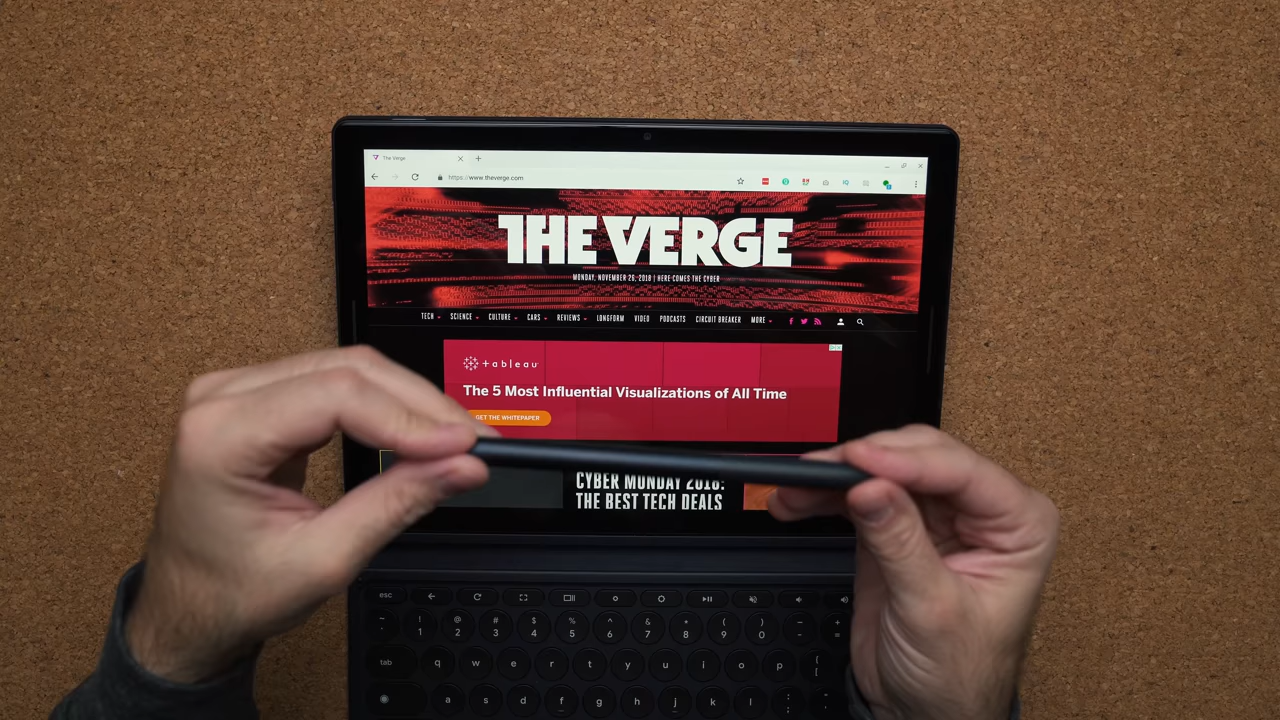 The Verge
https://www.theverge.com
THE VERGE
MONDAY, NOVEMBER 26, 2018 | HERE COMES THE CYBER
TECH SCIENCE CULTURE CARS REVIEWS LONGFORM VIDEO PODCASTS CIRCUIT BREAKER MORE
+ableau
The 5 Most Influential Visualizations of All Time
GET THE WHITEPAPER
CYBER MONDAY 2018:
THE BEST TECH DEALS
esc
~ ! @ # $ % ^ & * ( ) _ +
` 1 2 3 4 5 6 7 8 9 0 - =
tab q w e r t y u i o p { [
a s d f g h j k l : ; "